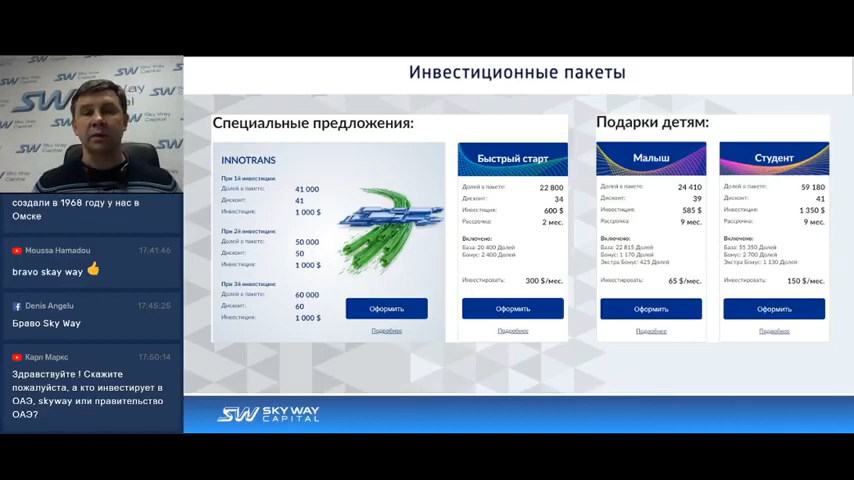 Инвестиционные пакеты
Специальные предложения:
INNOTRANS
При 1й инвестиции
Долей в пакете: 41 000
Дисконт: 41
Инвестиция: 1 000 $
При 2й инвестиции
Долей в пакете: 50 000
Дисконт: 50
Инвестиция: 1 000 $
При 3й инвестиции
Долей в пакете: 60 000
Дисконт: 60
Инвестиция: 1 000 $
Оформить
Подробнее
Быстрый старт
Долей в пакете: 22 800
Дисконт: 34
Инвестиция: 600 $
Рассрочка: 2 мес.
Включено:
База: 20 400 Долей
Бонус: 2 400 Долей
Инвестировать: 300 $/мес.
Оформить
Подробнее
Подарки детям:
Малыш
Долей в пакете: 24 410
Дисконт: 39
Инвестиция: 585 $
Рассрочка: 9 мес.
Включено:
База: 22 815 Долей
Бонус: 1 170 Долей
Экстра Бонус: 425 Долей
Инвестировать: 65 $/мес.
Оформить
Подробнее
Студент
Долей в пакете: 59 180
Дисконт: 41
Инвестиция: 1 350 $
Рассрочка: 9 мес.
Включено:
База: 55 350 Долей
Бонус: 2 700 Долей
Экстра Бонус: 1 130 Долей
Инвестировать: 150 $/мес.
Оформить
Подробнее
SW SKY WAY
CAPITAL
создали в 1968 году у нас в
Омске
Moussa Hamadou 17:41:46
bravo skay way
Denis Angelu 17:45:25
Браво Sky Way
Карл Маркс 17:50:14
Здравствуйте ! Скажите
пожалуйста, а кто инвестирует в
ОАЭ, skyway или правительство
ОАЭ?